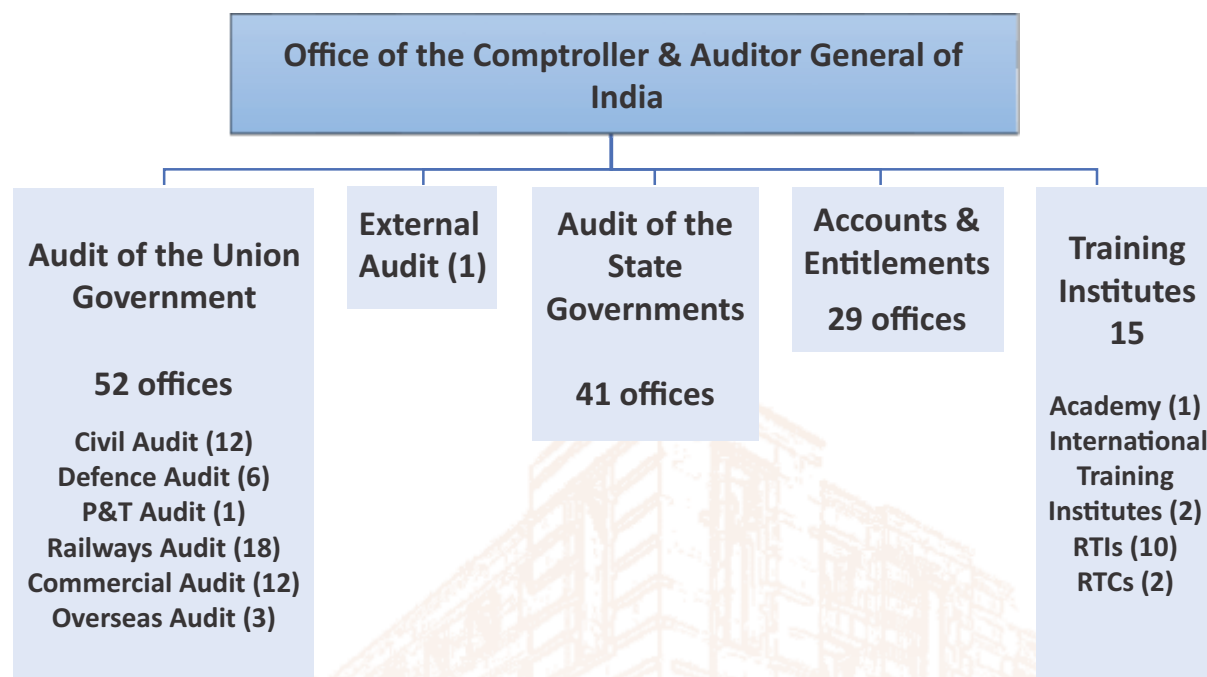 Office of the Comptroller & Auditor General of
India
Audit of the Union
Government
52 offices
Civil Audit (12)
Defence Audit (6)
P&T Audit (1)
Railways Audit (18)
Commercial Audit (12)
Overseas Audit (3)
External
Audit (1)
Audit of the
State
Governments
41 offices
Accounts &
Entitlements
29 offices
Training
Institutes
15
Academy (1)
International
Training
Institutes (2)
RTIs (10)
RTCs (2)